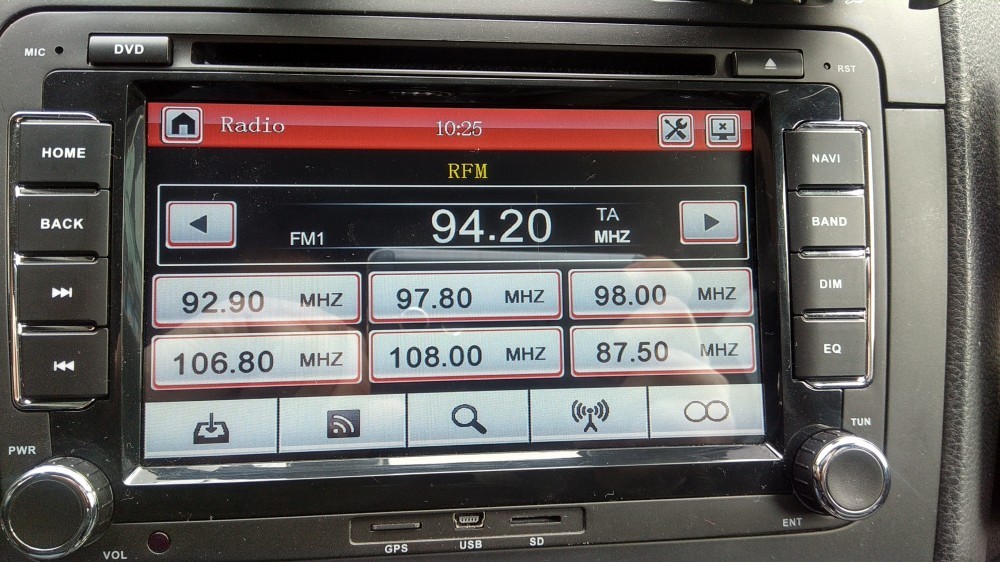 MIC
DVD
RST
Radio
10:25
RFM
94.20
TA
FM1
MHZ
92.90 MHZ
97.80 MHZ
98.00 MHZ
106.80 MHZ
108.00 MHZ
87.50 MHZ
HOME
BACK
NAVI
BAND
DIM
EQ
PWR
VOL
TUN
ENT
GPS
USB
SD